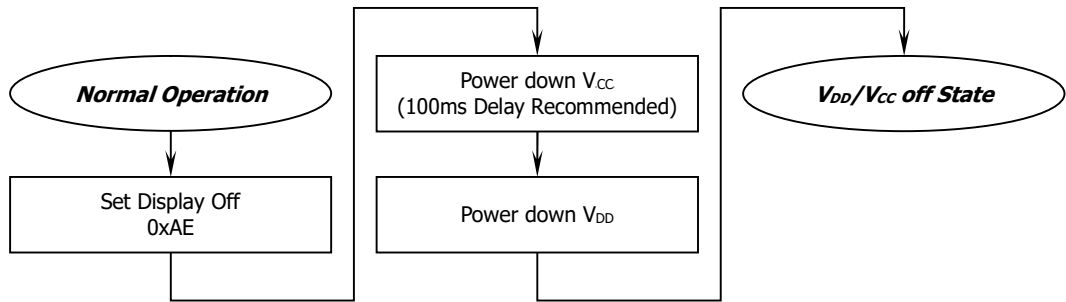 Normal Operation
Set Display Off
0xAE
Power down VCC
(100ms Delay Recommended)
Power down VDD
VDD/VCC off State